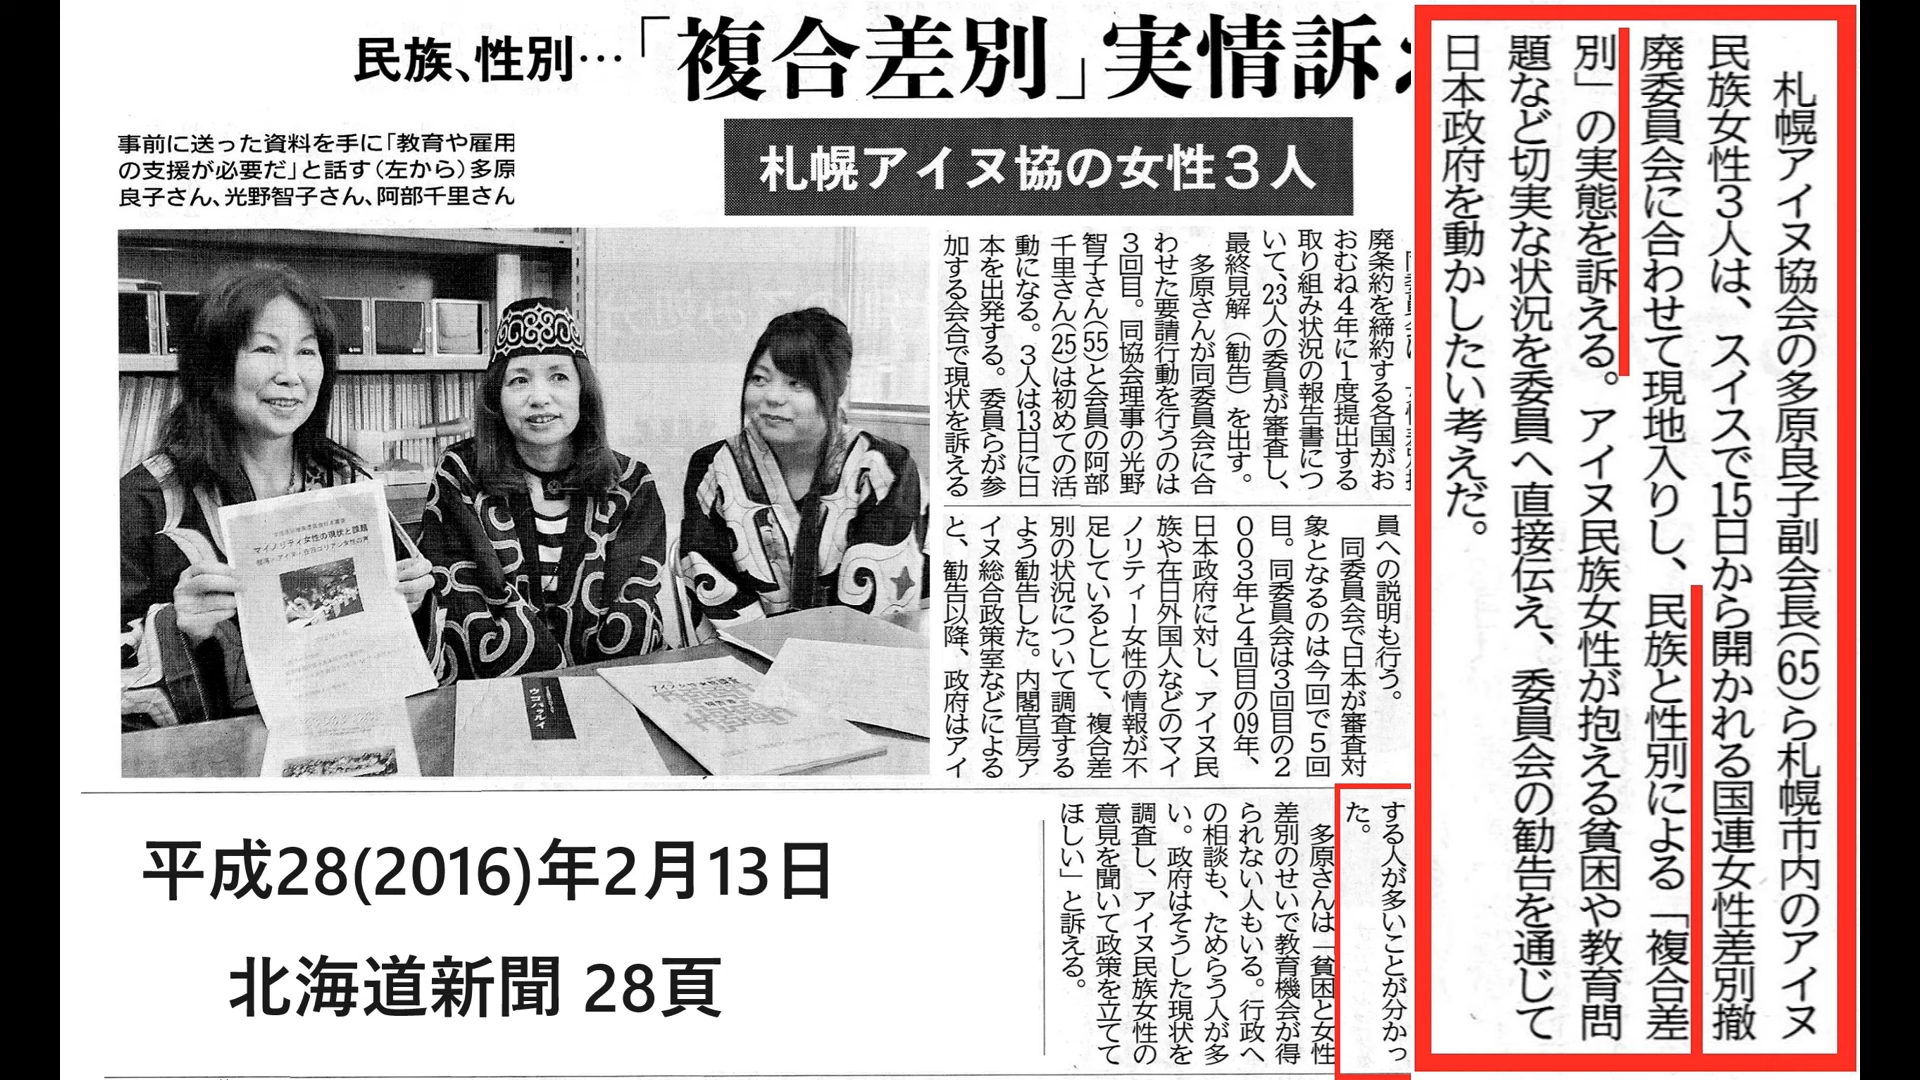 民族、性別…「複合差別」実情訴
札幌アイヌ協の女性３人
事前に送った資料を手に「教育や雇用
の支援が必要だ」と話す(左から)多原
良子さん、光野智子さん、阿部千里さん
札幌アイヌ協会の多原良子副会長(65)ら札幌市内のアイヌ
民族女性３人は、スイスで15日から開かれる国連女性差別撤
廃委員会に合わせて現地入りし、民族と性別による「複合差
別」の実態を訴える。アイヌ民族女性が抱える貧困や教育問
題など切実な状況を委員へ直接伝え、委員会の勧告を通じて
日本政府を動かしたい考えだ。
廃条約を締約する各国がお
おむね４年に１度提出する
取り組み状況の報告書につ
いて、23人の委員が審査し、
最終見解（勧告）を出す。
多原さんが同委員会に合
わせた要請行動を行うのは
３回目。同協会理事の光野
智子さん(55)と会員の阿部
千里さん(25)は初めての活
動になる。３人は13日に日
本を出発する。委員らが参
加する会合で現状を訴える
員への説明も行う。
同委員会で日本が審査対
象となるのは今回で５回
目。同委員会は３回目の２
００３年と４回目の09年、
日本政府に対し、アイヌ民
族や在日外国人などのマイ
ノリティー女性の情報が不
足しているとして、複合差
別の状況について調査する
よう勧告した。内閣官房ア
イヌ総合政策室などによる
と、勧告以降、政府はアイ
する人が多いことが分かっ
た。
多原さんは「貧困と女性
差別のせいで教育機会が得
られない人もいる。行政へ
の相談も、ためらう人が多
い。政府はそうした現状を
調査し、アイヌ民族女性の
意見を聞いて政策を立てて
ほしい」と訴える。
マイノリティ女性の現状と課題
平成28(2016)年2月13日
北海道新聞 28頁